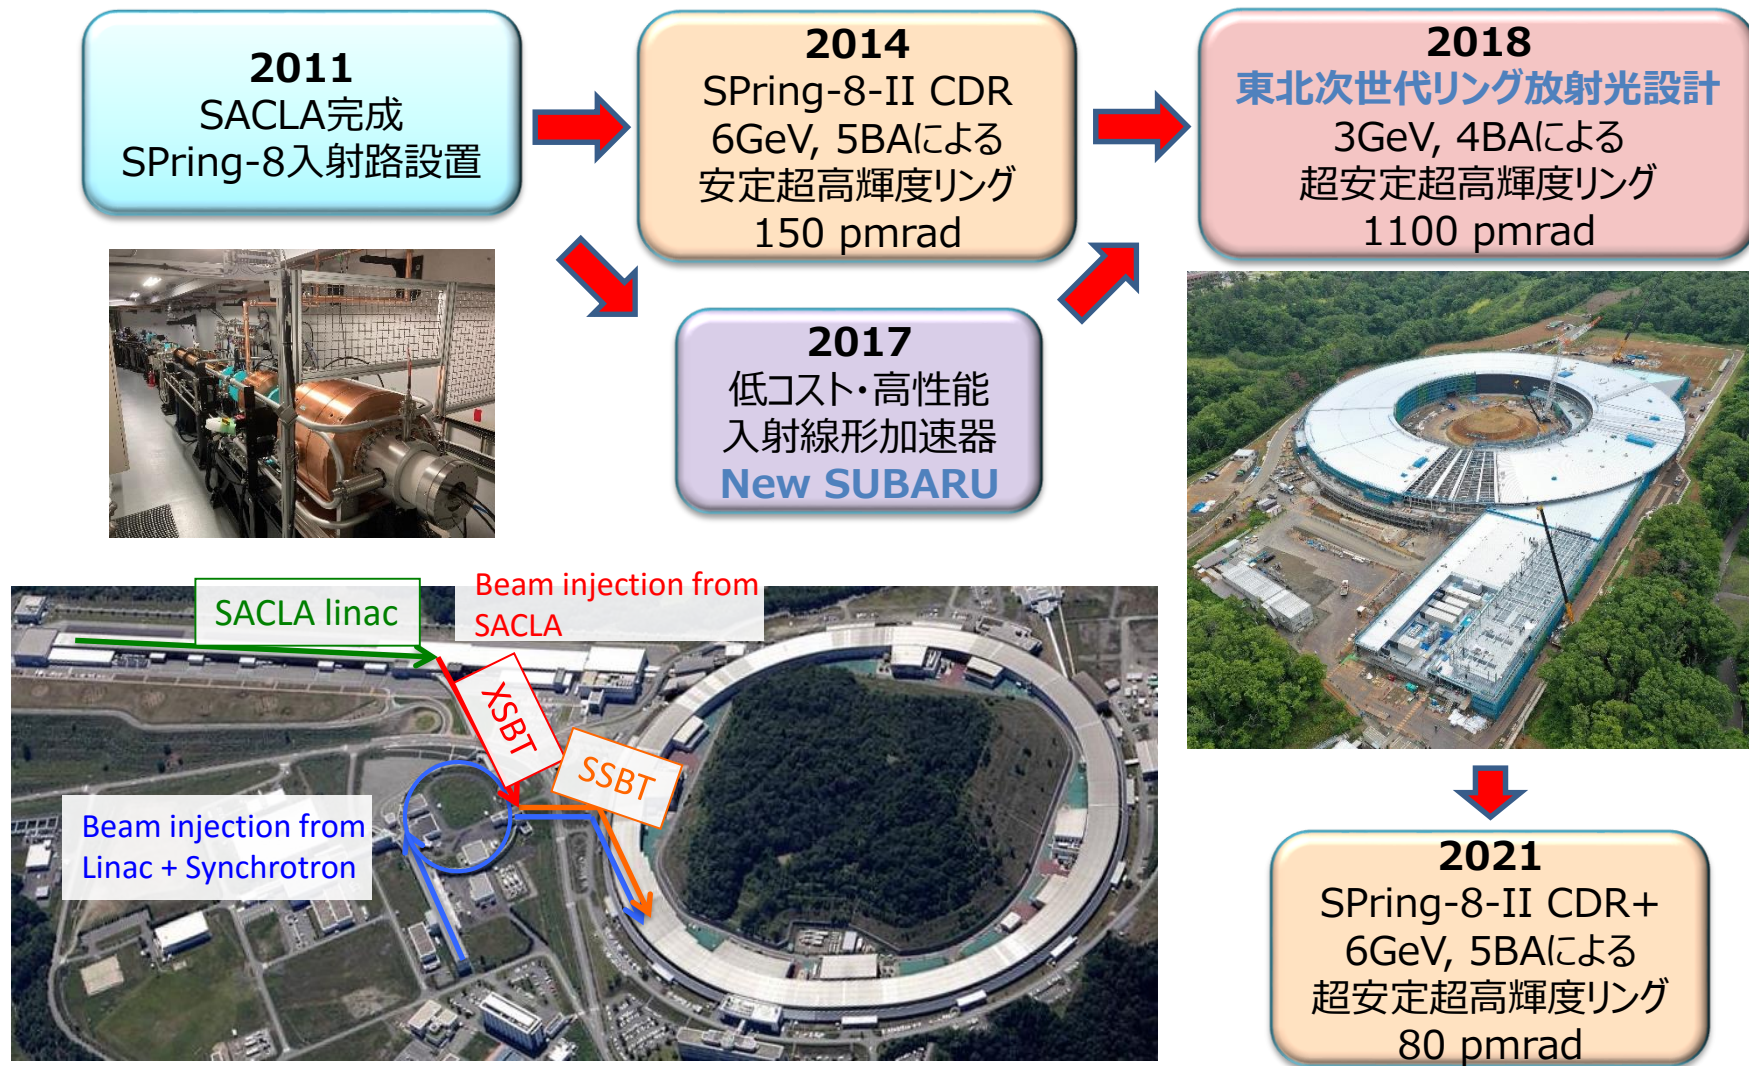 2011
SACLA完成
SPring-8入射路設置
2014
SPring-8-II CDR
6GeV, 5BAによる
安定超高輝度リング
150 pmrad
2018
東北次世代リング放射光設計
3GeV, 4BAによる
超安定超高輝度リング
1100 pmrad
2017
低コスト・高性能
入射線形加速器
New SUBARU
SACLA linac
Beam injection from
SACLA
XSBT
SSBT
Beam injection from
Linac + Synchrotron
2021
SPring-8-II CDR+
6GeV, 5BAによる
超安定超高輝度リング
80 pmrad